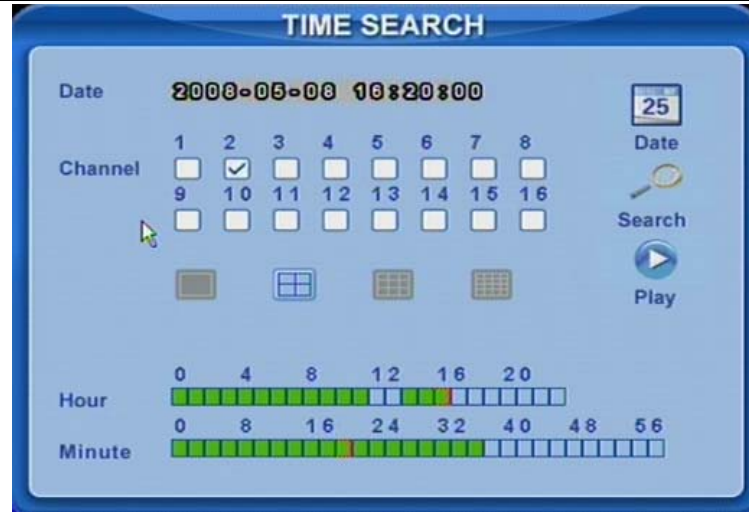 TIME SEARCH
Date 2008-05-08 16:20:00
25
Date
1 2 3 4 5 6 7 8
Channel
9 10 11 12 13 14 15 16
Search
Play
0 4 8 12 16 20
Hour
0 8 16 24 32 40 48 56
Minute